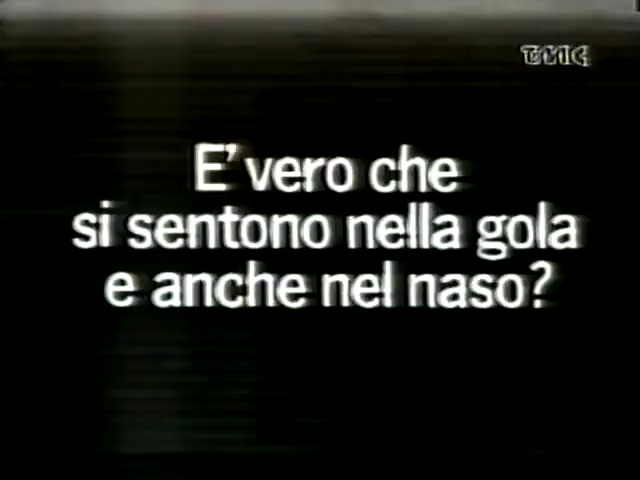 TMC
E' vero che
si sentono nella gola
e anche nel naso?